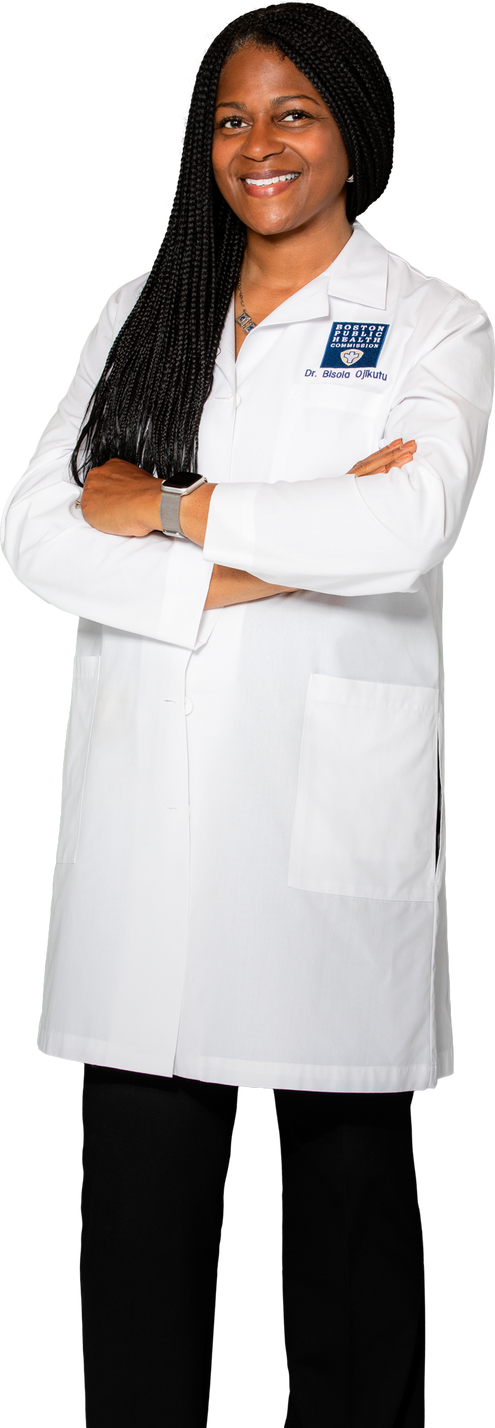 BOSTON
PUBLIC
HEALTH
COMMISSION
Dr. Bisola Ojikutu